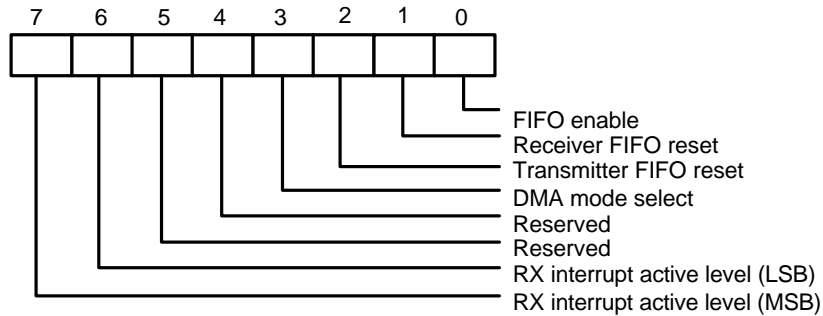 7 6 5 4 3 2 1 0
FIFO enable
Receiver FIFO reset
Transmitter FIFO reset
DMA mode select
Reserved
Reserved
RX interrupt active level (LSB)
RX interrupt active level (MSB)